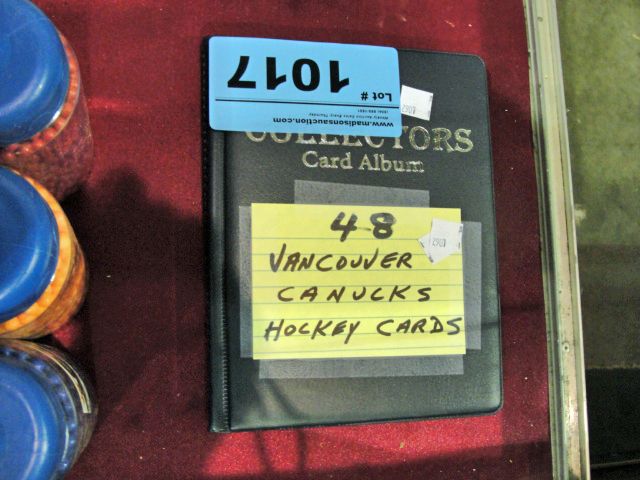 Lot # 1017
www.madisonsauction.com
COLLECTORS
Card Album
48
VANCOUVER
CANUCKS
HOCKEY CARDS